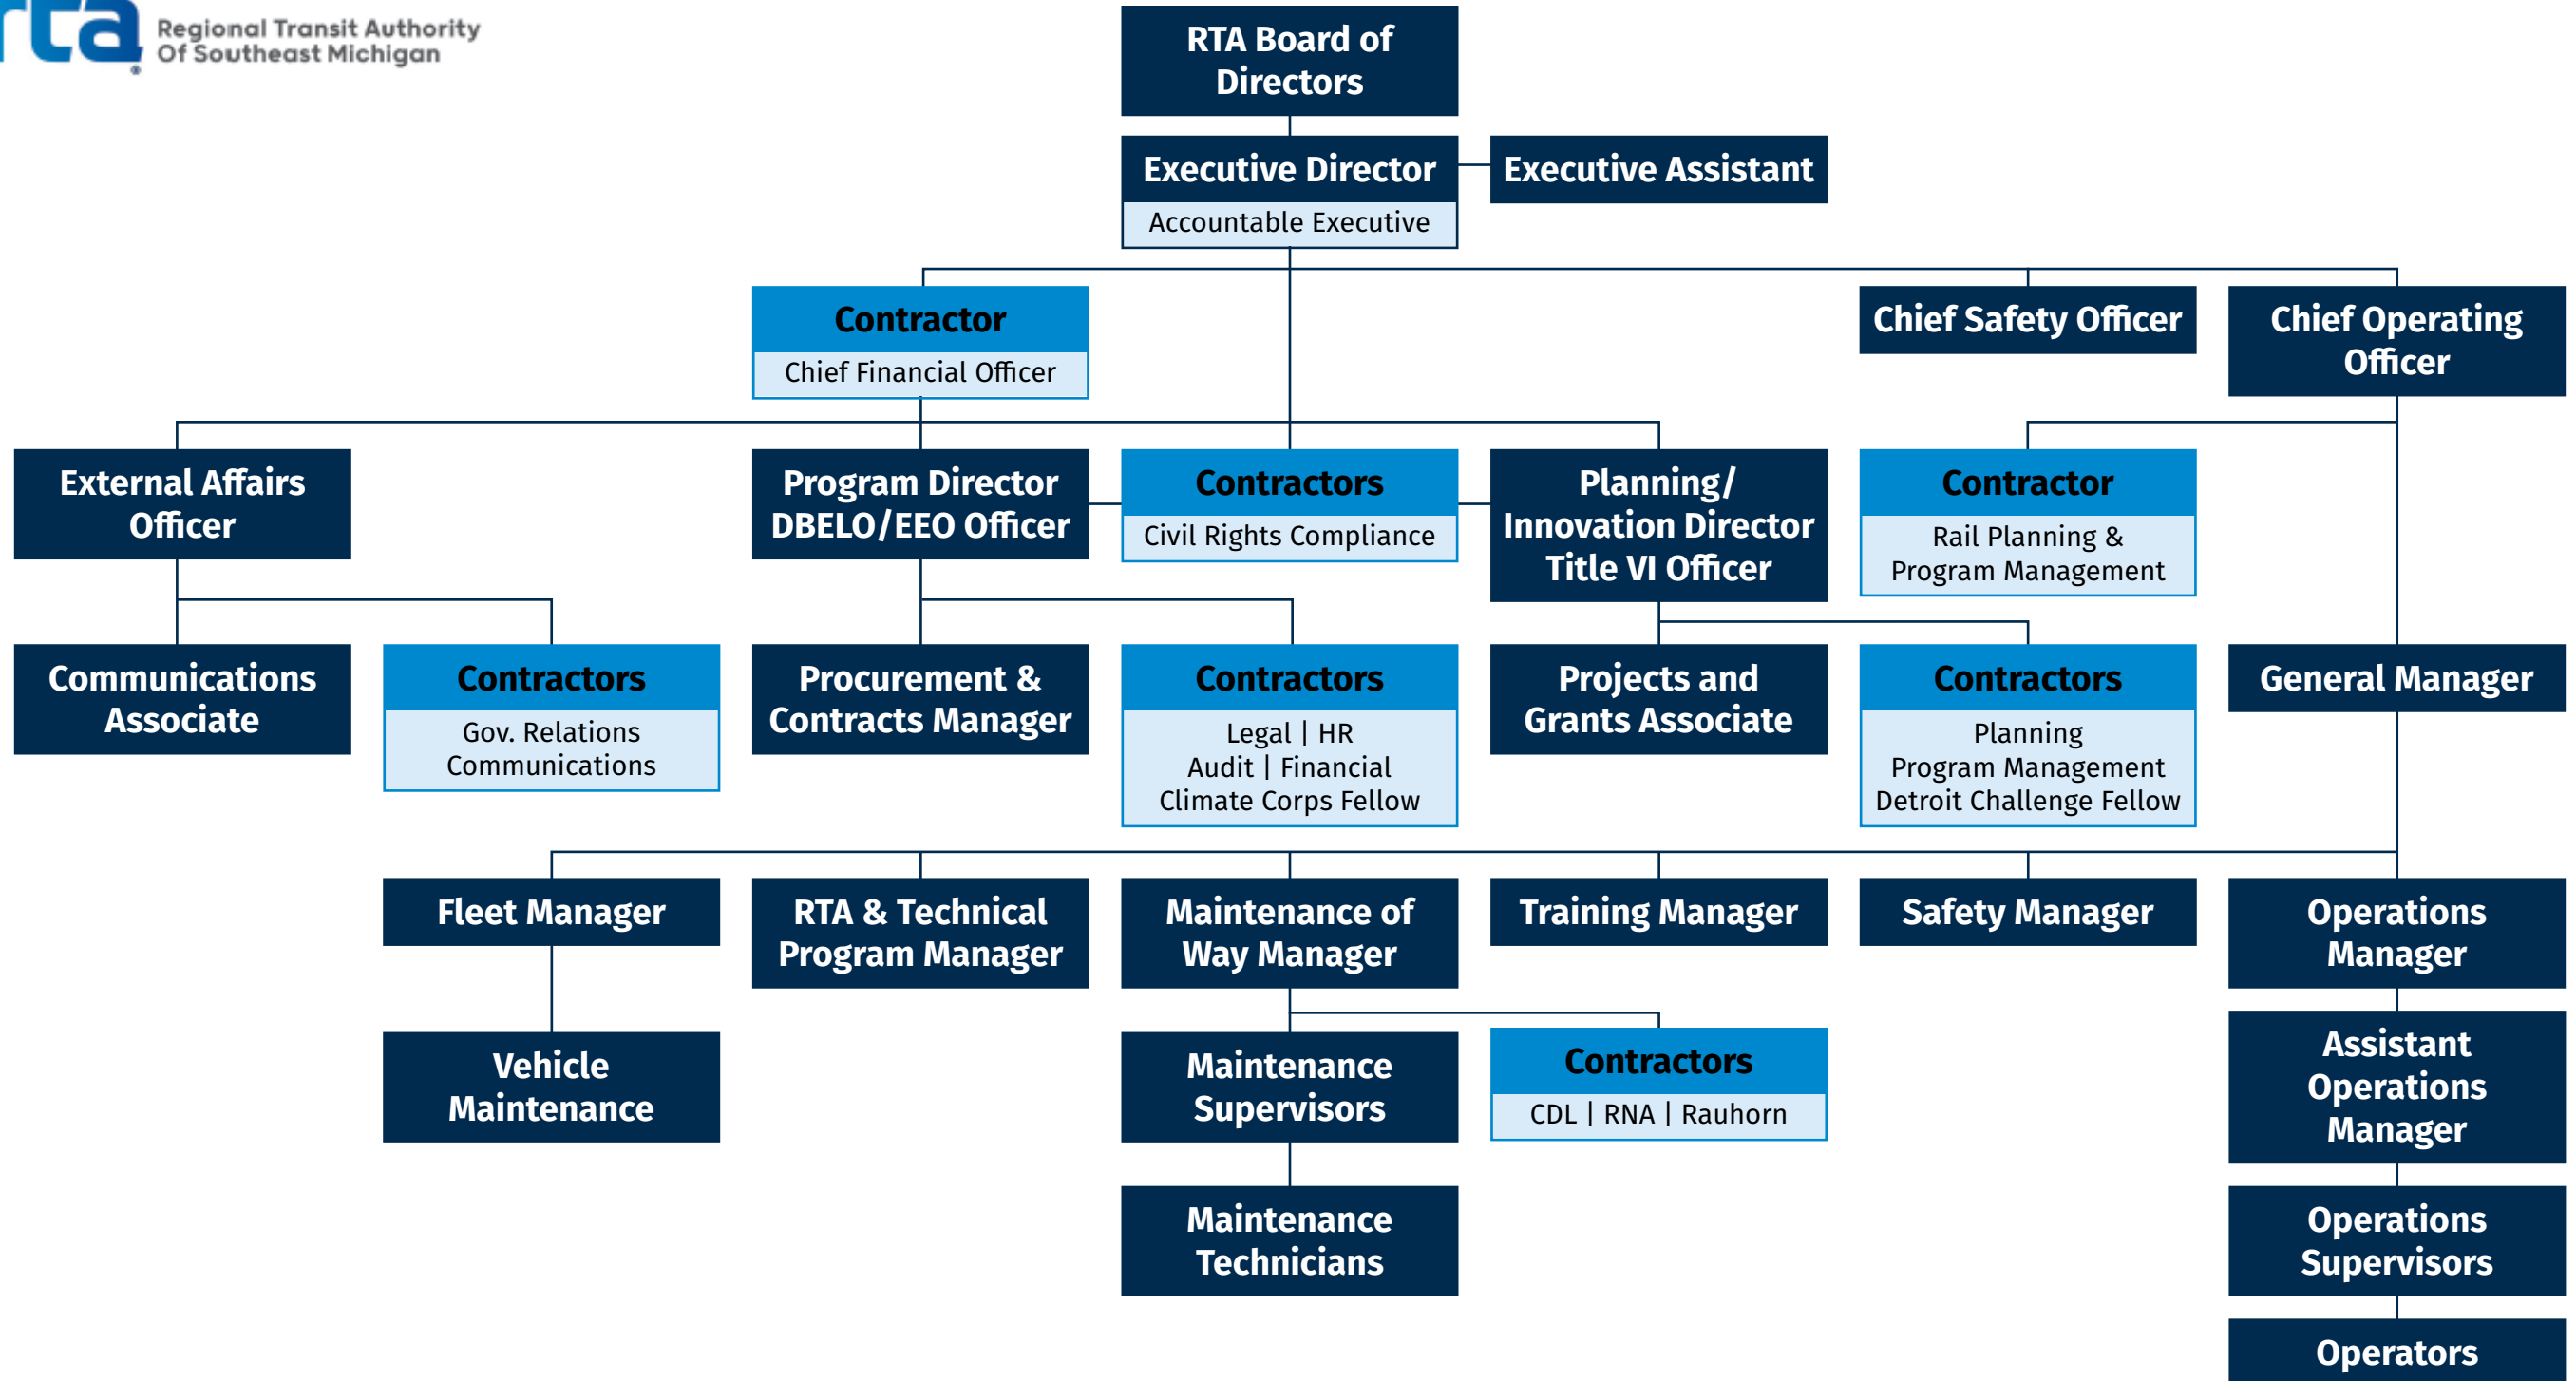 rta
Regional Transit Authority
Of Southeast Michigan
RTA Board of
Directors
Executive Director
Accountable Executive
Executive Assistant
Contractor
Chief Financial Officer
Chief Safety Officer
Chief Operating
Officer
External Affairs
Officer
Program Director
DBELO/EEO Officer
Contractors
Civil Rights Compliance
Planning/
Innovation Director
Title VI Officer
Contractor
Rail Planning &
Program Management
Communications
Associate
Contractors
Gov. Relations
Communications
Procurement &
Contracts Manager
Contractors
Legal | HR
Audit | Financial
Climate Corps Fellow
Projects and
Grants Associate
Contractors
Planning
Program Management
Detroit Challenge Fellow
General Manager
Fleet Manager
RTA & Technical
Program Manager
Maintenance of
Way Manager
Training Manager
Safety Manager
Operations
Manager
Vehicle
Maintenance
Maintenance
Supervisors
Contractors
CDL | RNA | Rauhorn
Assistant
Operations
Manager
Maintenance
Technicians
Operations
Supervisors
Operators